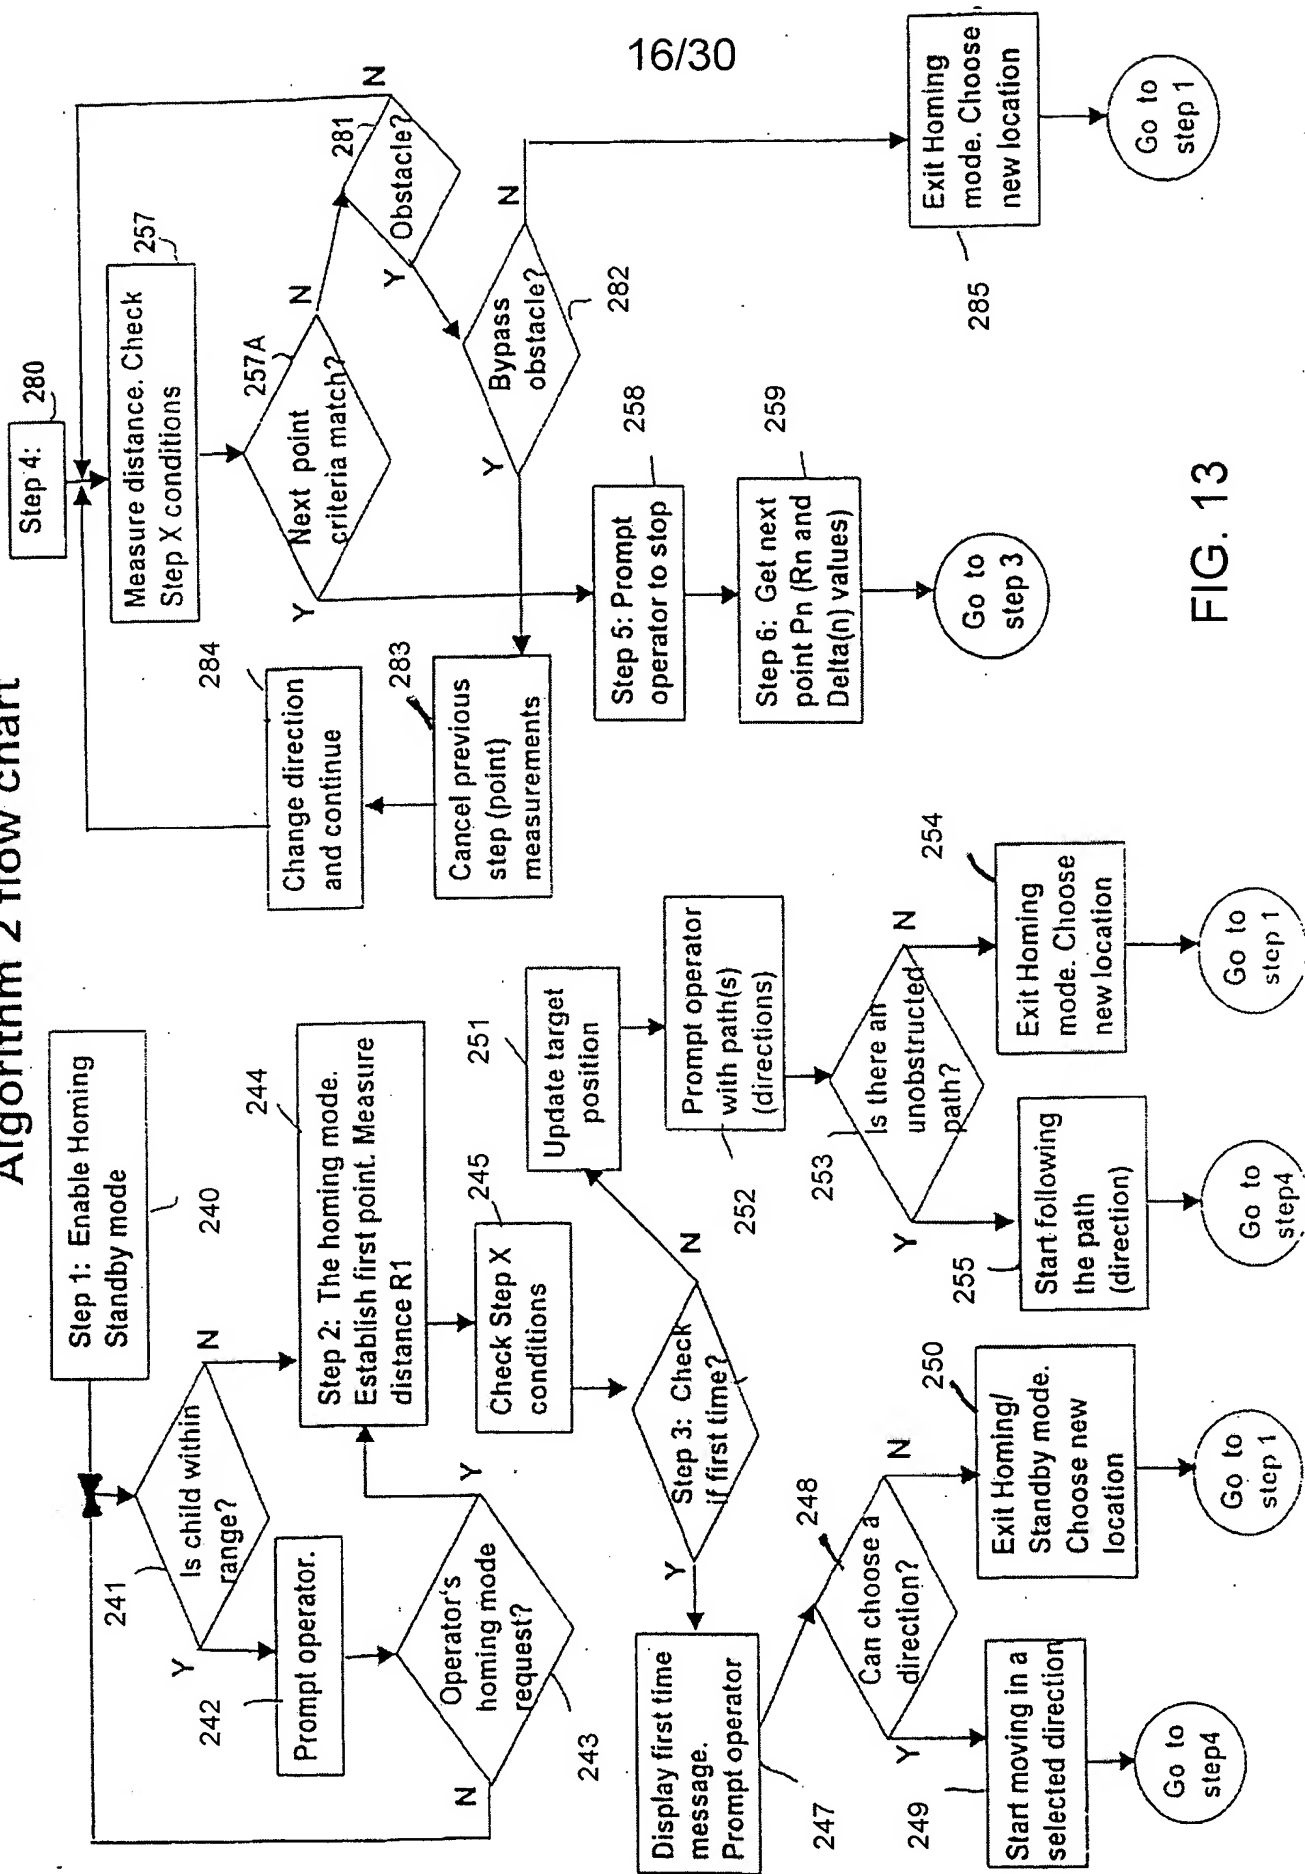 16/30
Algorithm 2 flow chart
Step 1: Enable Homing
Standby mode
240
Is child within
range?
241
N
Y
Prompt operator.
242
Operator's
homing mode
request?
243
N
Y
Step 2: The homing mode.
Establish first point. Measure
distance R1
244
Check Step X
conditions
245
Step 3: Check
if first time?
Y
N
Display first time
message.
Prompt operator
247
Can choose a
direction?
248
Y
N
Start moving in a
selected direction
249
Go to
step4
Exit Homing/
Standby mode.
Choose new
location
250
Go to
step 1
Update target
position
251
Prompt operator
with path(s)
(directions)
252
Is there an
unobstructed
path?
253
Y
N
Start following
the path
(direction)
255
Go to
step4
Exit Homing
mode. Choose
new location
254
Go to
step 1
Step 4:
280
Measure distance. Check
Step X conditions
257
Next point
criteria match?
257A
Y
N
Obstacle?
281
N
Y
Bypass
obstacle?
282
Y
N
Cancel previous
step (point)
measurements
283
Change direction
and continue
284
Step 5: Prompt
operator to stop
258
Step 6: Get next
point Pn (Rn and
Delta(n) values)
259
Go to
step 3
Exit Homing
mode. Choose
new location
285
Go to
step 1
FIG. 13